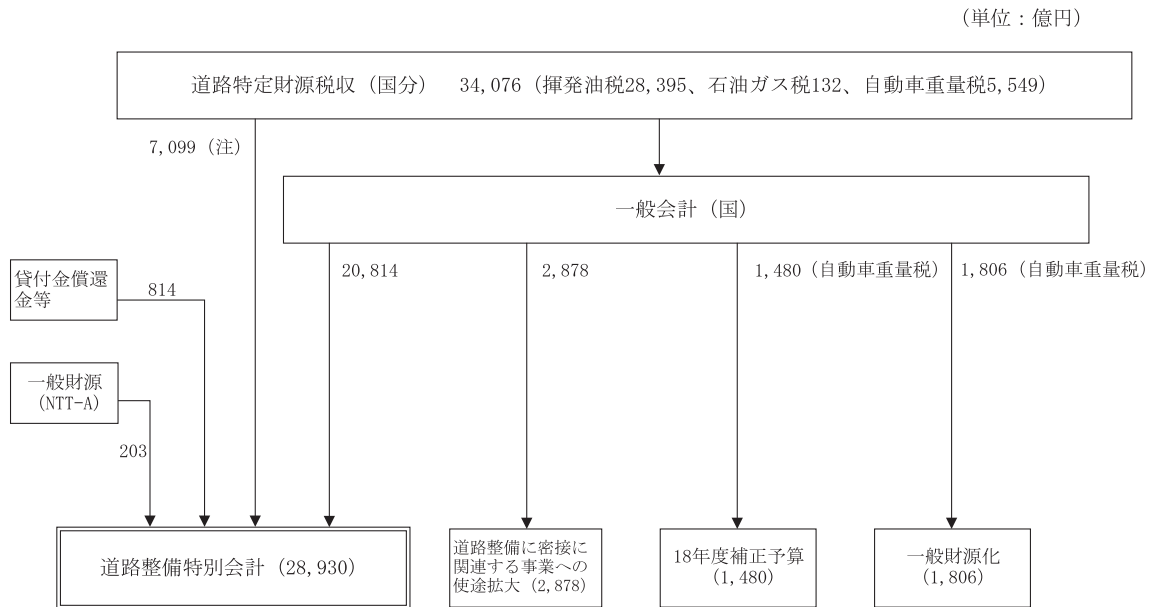 （単位：億円）
道路特定財源税収（国分）　34,076（揮発油税28,395、石油ガス税132、自動車重量税5,549）
7,099（注）
一般会計（国）
20,814
2,878
1,480（自動車重量税）
1,806（自動車重量税）
貸付金償還
金等
814
一般財源
（NTT-A）
203
道路整備特別会計（28,930）
道路整備に密接に
関連する事業への
使途拡大（2,878）
18年度補正予算
（1,480）
一般財源化
（1,806）